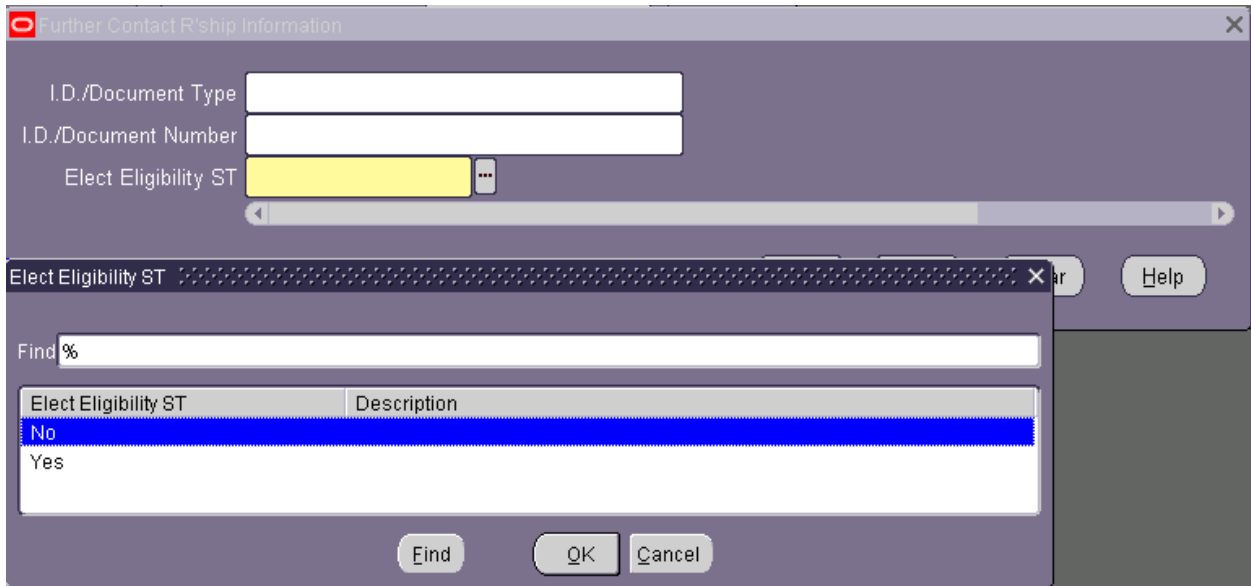 Further Contact R'ship Information
I.D./Document Type
I.D./Document Number
Elect Eligibility ST
Help
Elect Eligibility ST
Find %
Elect Eligibility ST Description
No
Yes
Find OK Cancel